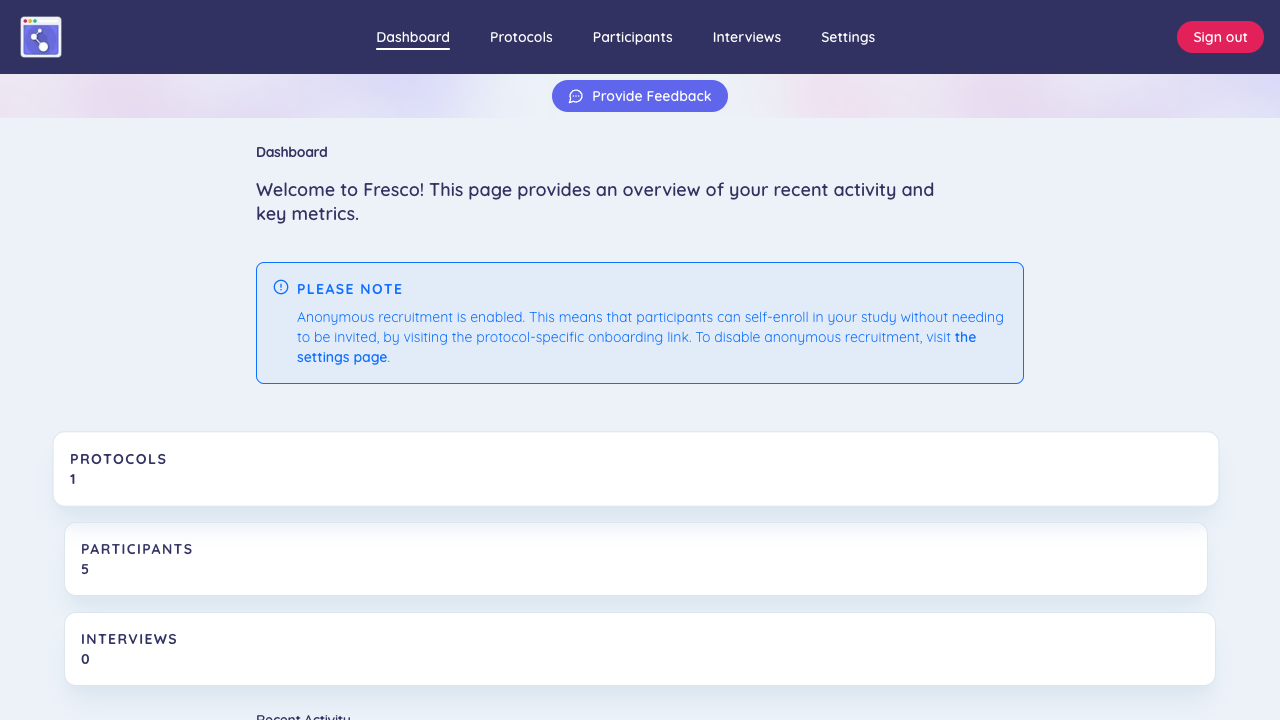 Dashboard
Protocols
Participants
Interviews
Settings
Sign out
Provide Feedback
Dashboard
Welcome to Fresco! This page provides an overview of your recent activity and
key metrics.
PLEASE NOTE
Anonymous recruitment is enabled. This means that participants can self-enroll in your study without needing
to be invited, by visiting the protocol-specific onboarding link. To disable anonymous recruitment, visit the
settings page.
PROTOCOLS
1
PARTICIPANTS
5
INTERVIEWS
0
Recent Activity